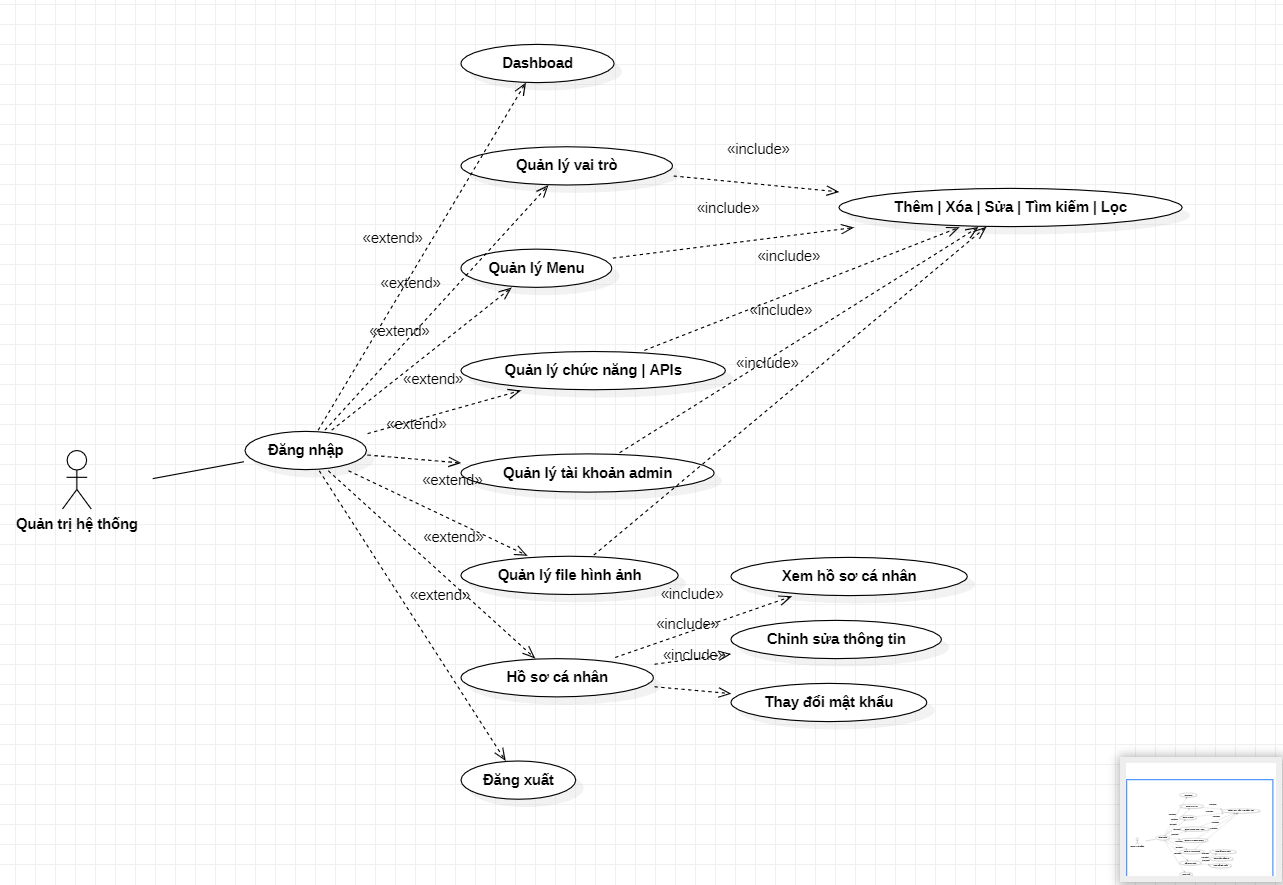 Dashboad
Quản lý vai trò
«include»
Thêm | Xóa | Sửa | Tìm kiếm | Lọc
«include»
«extend»
Quản lý Menu
«include»
«extend»
«include»
«extend»
Quản lý chức năng | APIs
«include»
«extend»
«extend»
Đăng nhập
Quản lý tài khoản admin
«extend»
Quản trị hệ thống
«extend»
Quản lý file hình ảnh
Xem hồ sơ cá nhân
«extend»
«include»
«include»
Chỉnh sửa thông tin
«include»
Hồ sơ cá nhân
Thay đổi mật khẩu
Đăng xuất